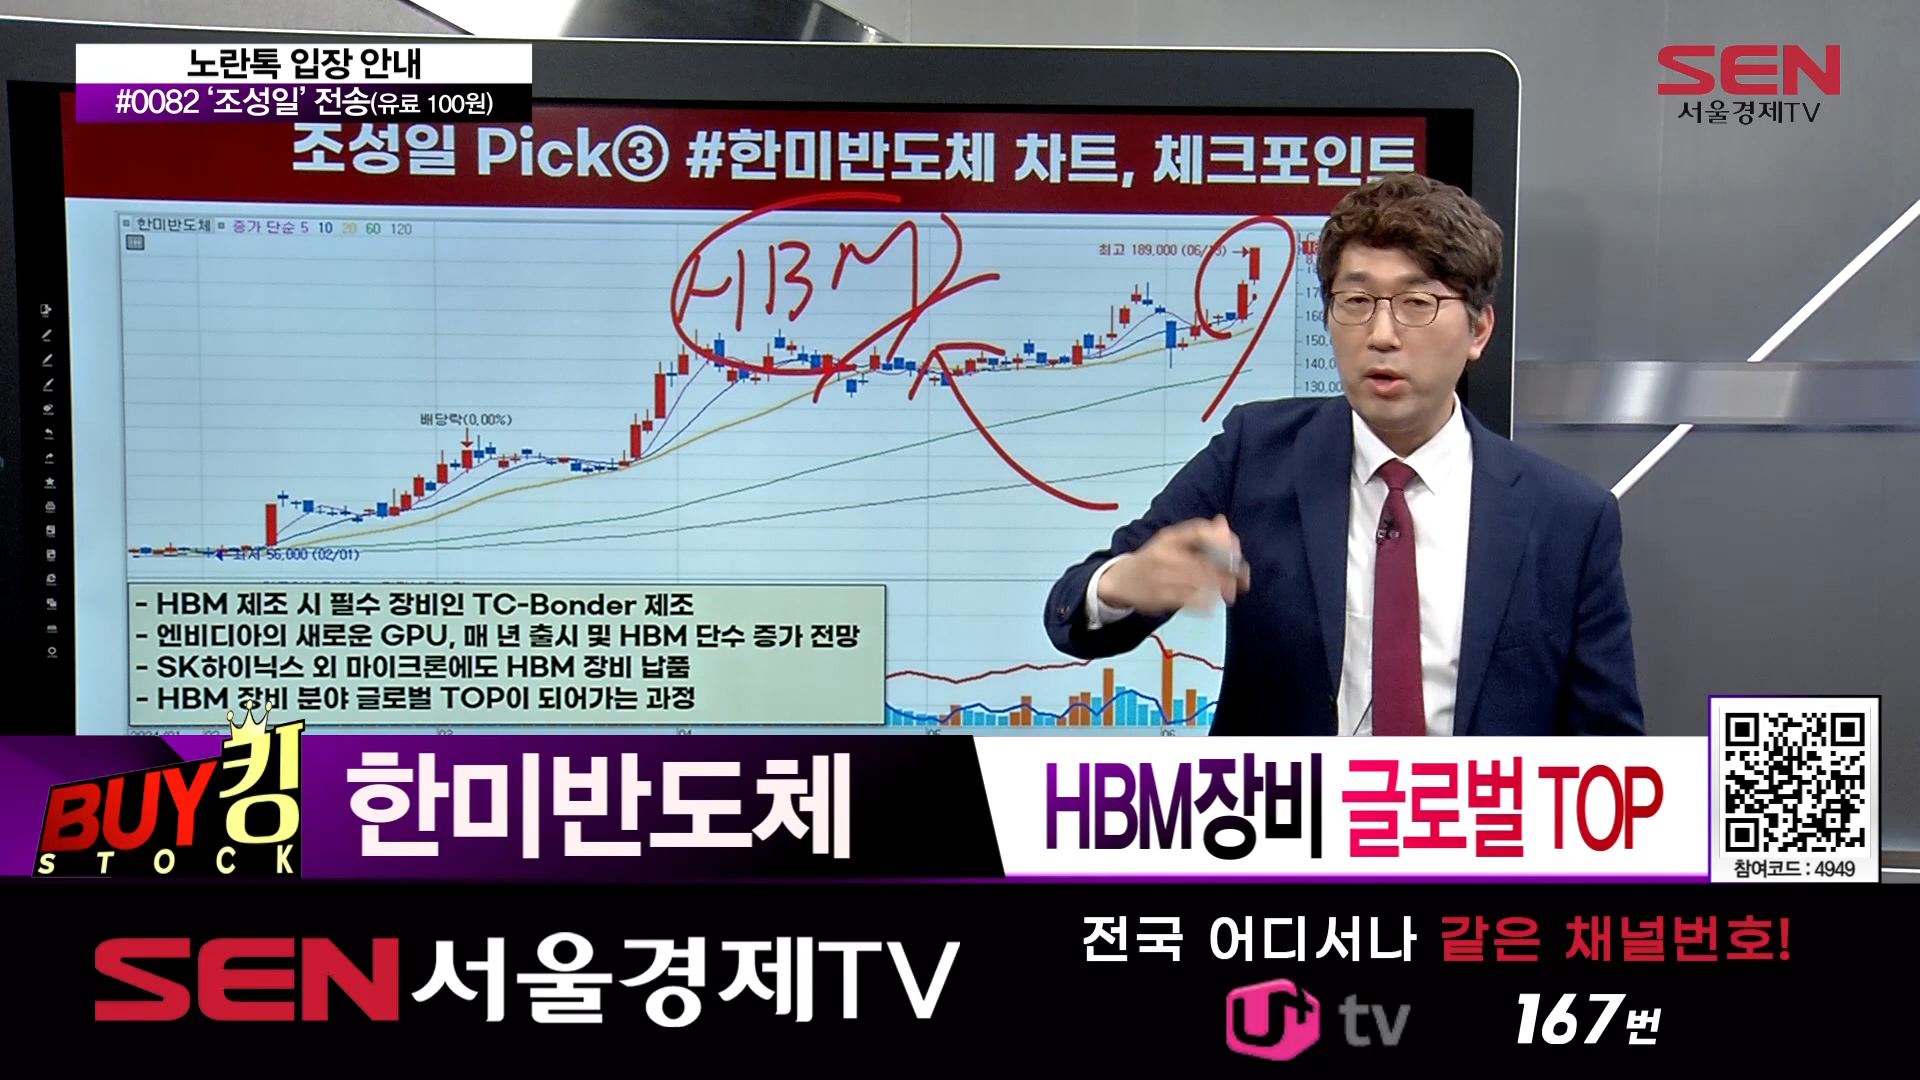 노란톡 입장 안내
#0082 ‘조성일’ 전송(유료 100원)
SEN
서울경제TV
조성일 Pick③ #한미반도체 차트, 체크포인트
한미반도체 종가 단순 5 10 20 60 120
HBM
최고 189,000
배당락(0.00%)
최저 56,000 (02/01)
160,0
150,
140,0
130,00
- HBM 제조 시 필수 장비인 TC-Bonder 제조
- 엔비디아의 새로운 GPU, 매 년 출시 및 HBM 단수 증가 전망
- SK하이닉스 외 마이크론에도 HBM 장비 납품
- HBM 장비 분야 글로벌 TOP이 되어가는 과정
BUY킹
STOCK
한미반도체
HBM장비 글로벌 TOP
참여코드 : 4949
SEN 서울경제TV
전국 어디서나 같은 채널번호!
U+ tv
167번